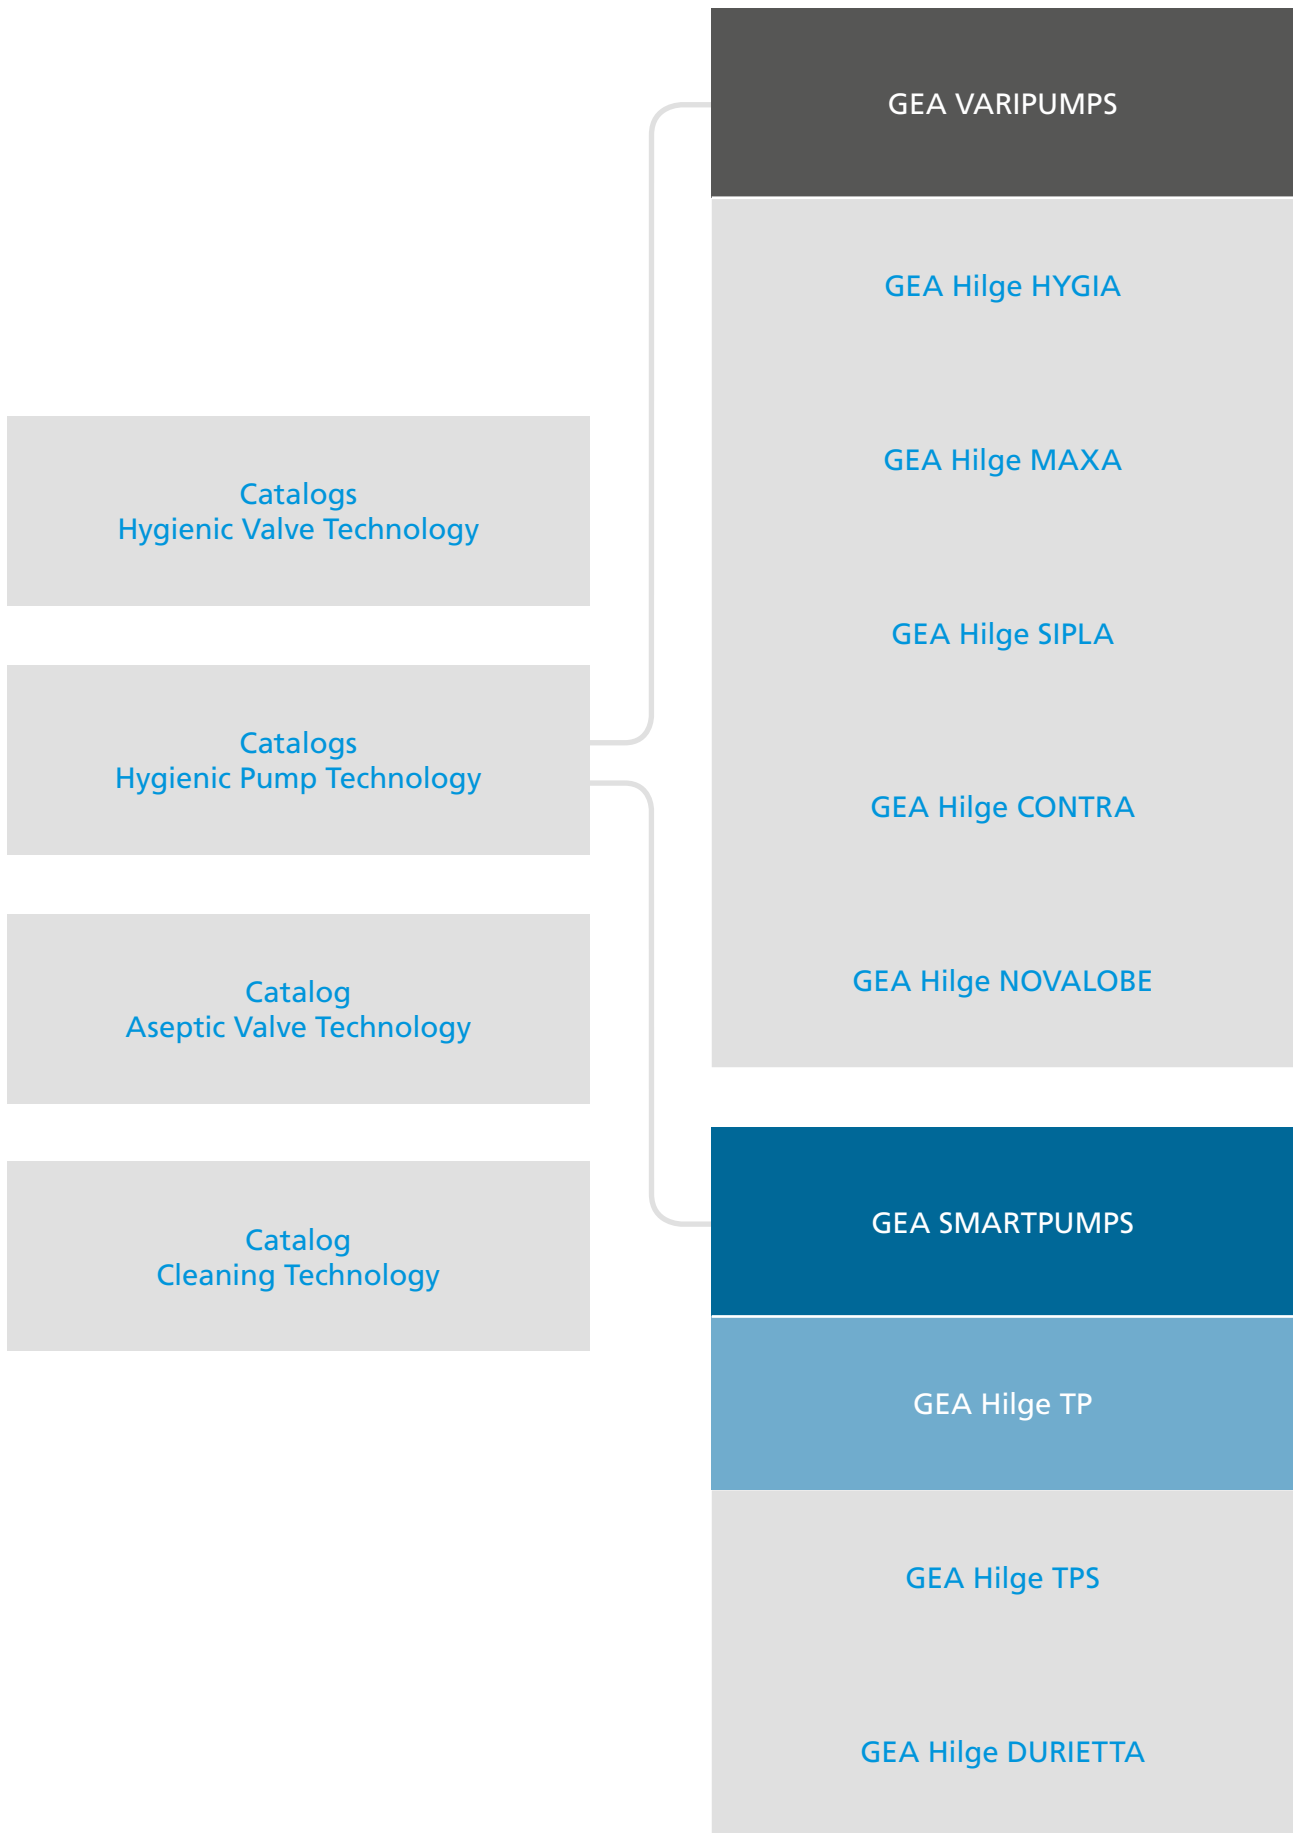 Catalogs
Hygienic Valve Technology
Catalogs
Hygienic Pump Technology
Catalog
Aseptic Valve Technology
Catalog
Cleaning Technology
GEA VARIPUMPS
GEA Hilge HYGIA
GEA Hilge MAXA
GEA Hilge SIPLA
GEA Hilge CONTRA
GEA Hilge NOVALOBE
GEA SMARTPUMPS
GEA Hilge TP
GEA Hilge TPS
GEA Hilge DURIETTA